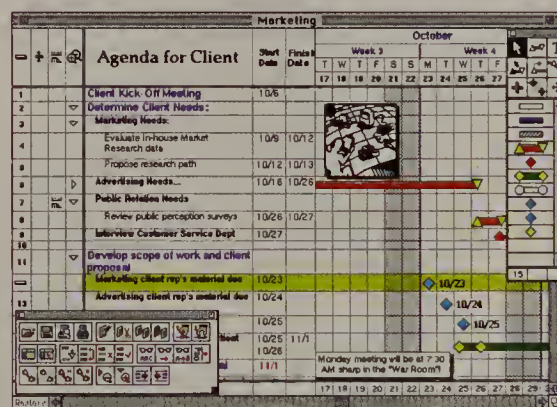 Marketing
October
Agenda for Client
Start Date
Finish Date
Week 3
Week 4
T W T F S S M T W T F
17 18 19 20 21 22 23 24 25 26 27
1 Client Kick-Off Meeting 10/6
2 Determine Client Needs:
3 Marketing Needs:
4 Evaluate in-house Market Research data 10/9 10/12
5 Propose research path 10/12 10/13
6 Advertising Needs... 10/16 10/26
7 Public Relation Needs
8 Review public perception surveys 10/26 10/27
9 Interview Customer Service Dept 10/27
10
11 Develop scope of work and client proposal
Marketing client rep's material due 10/23
10/23
13 Advertising client rep's material due 10/24
10/24
10/25
10/25
10/25 11/1
10/26
11/1
Monday meeting will be at 7:30 AM sharp in the "War Room"!
15
17 18 19 20 21 22 23 24 25 26 27 28 29